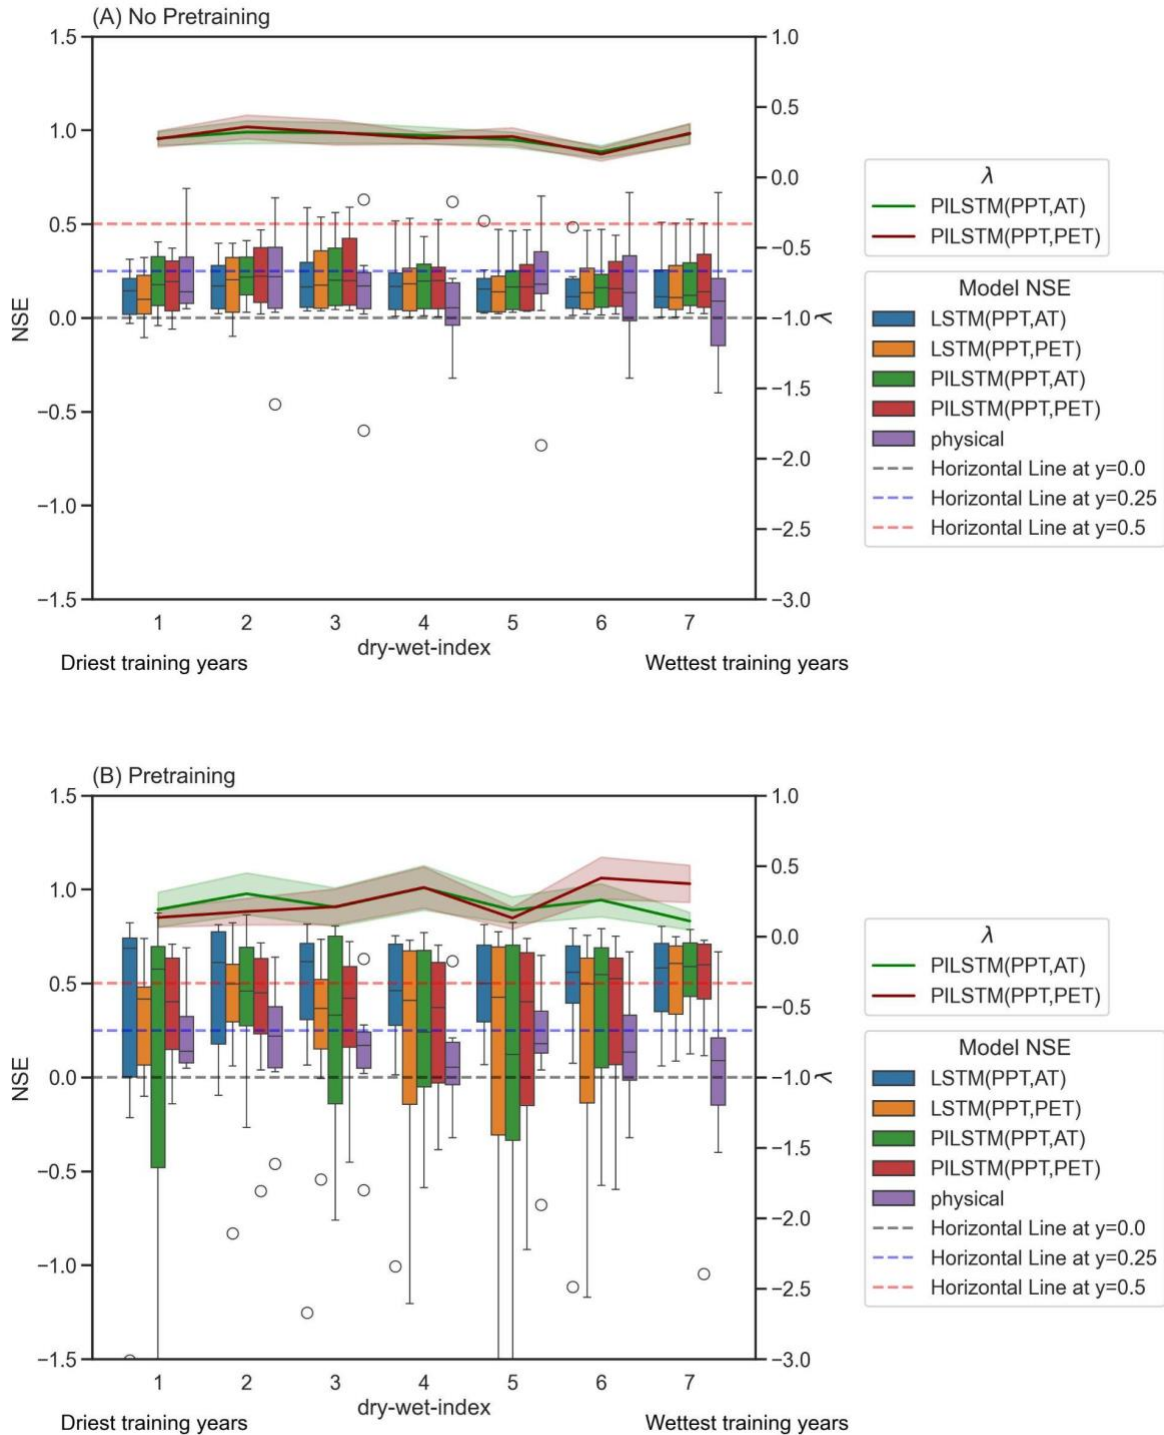 (A) No Pretraining
1.5
1.0
0.5
0.0
−0.5
−1.0
−1.5
NSE
1.0
0.5
0.0
−0.5
−1.0
−1.5
−2.0
−2.5
−3.0
λ
1 2 3 4 5 6 7
dry-wet-index
Driest training years
Wettest training years
λ
PILSTM(PPT,AT)
PILSTM(PPT,PET)
Model NSE
LSTM(PPT,AT)
LSTM(PPT,PET)
PILSTM(PPT,AT)
PILSTM(PPT,PET)
physical
Horizontal Line at y=0.0
Horizontal Line at y=0.25
Horizontal Line at y=0.5
(B) Pretraining
1.5
1.0
0.5
0.0
−0.5
−1.0
−1.5
NSE
1.0
0.5
0.0
−0.5
−1.0
−1.5
−2.0
−2.5
−3.0
λ
1 2 3 4 5 6 7
dry-wet-index
Driest training years
Wettest training years
λ
PILSTM(PPT,AT)
PILSTM(PPT,PET)
Model NSE
LSTM(PPT,AT)
LSTM(PPT,PET)
PILSTM(PPT,AT)
PILSTM(PPT,PET)
physical
Horizontal Line at y=0.0
Horizontal Line at y=0.25
Horizontal Line at y=0.5